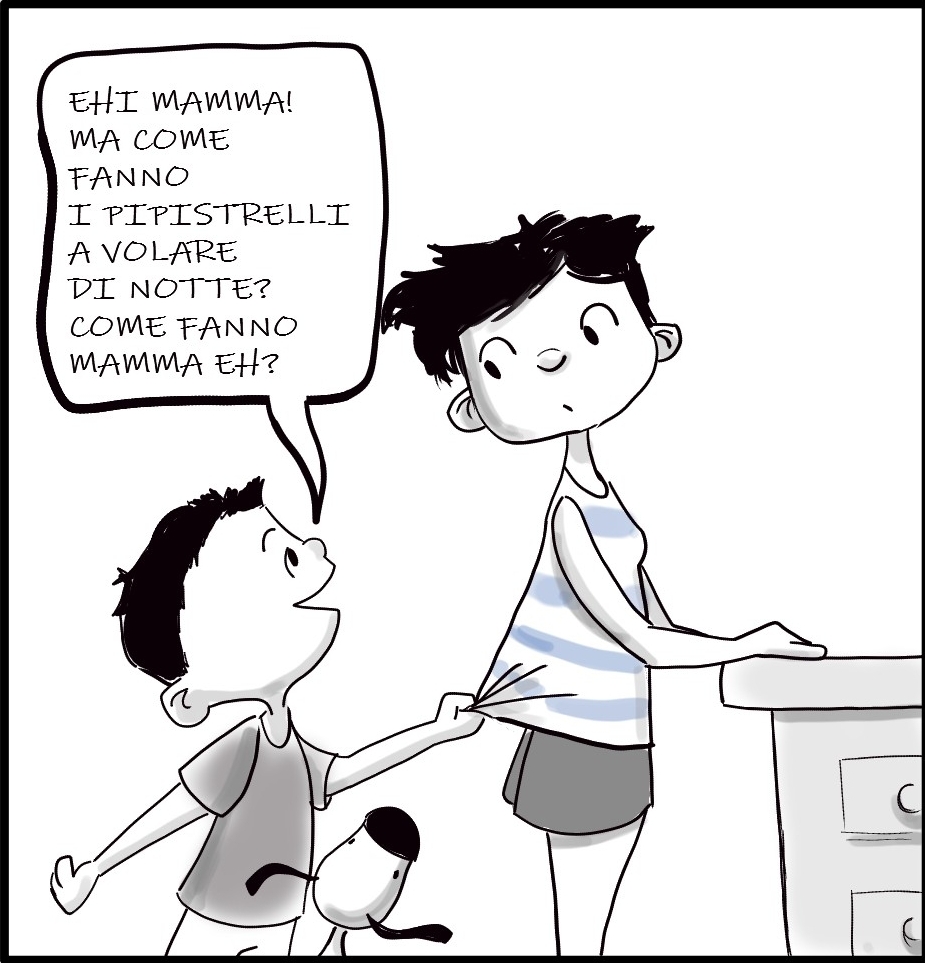 EHI MAMMA!
MA COME
FANNO
I PIPISTRELLI
A VOLARE
DI NOTTE?
COME FANNO
MAMMA EH?